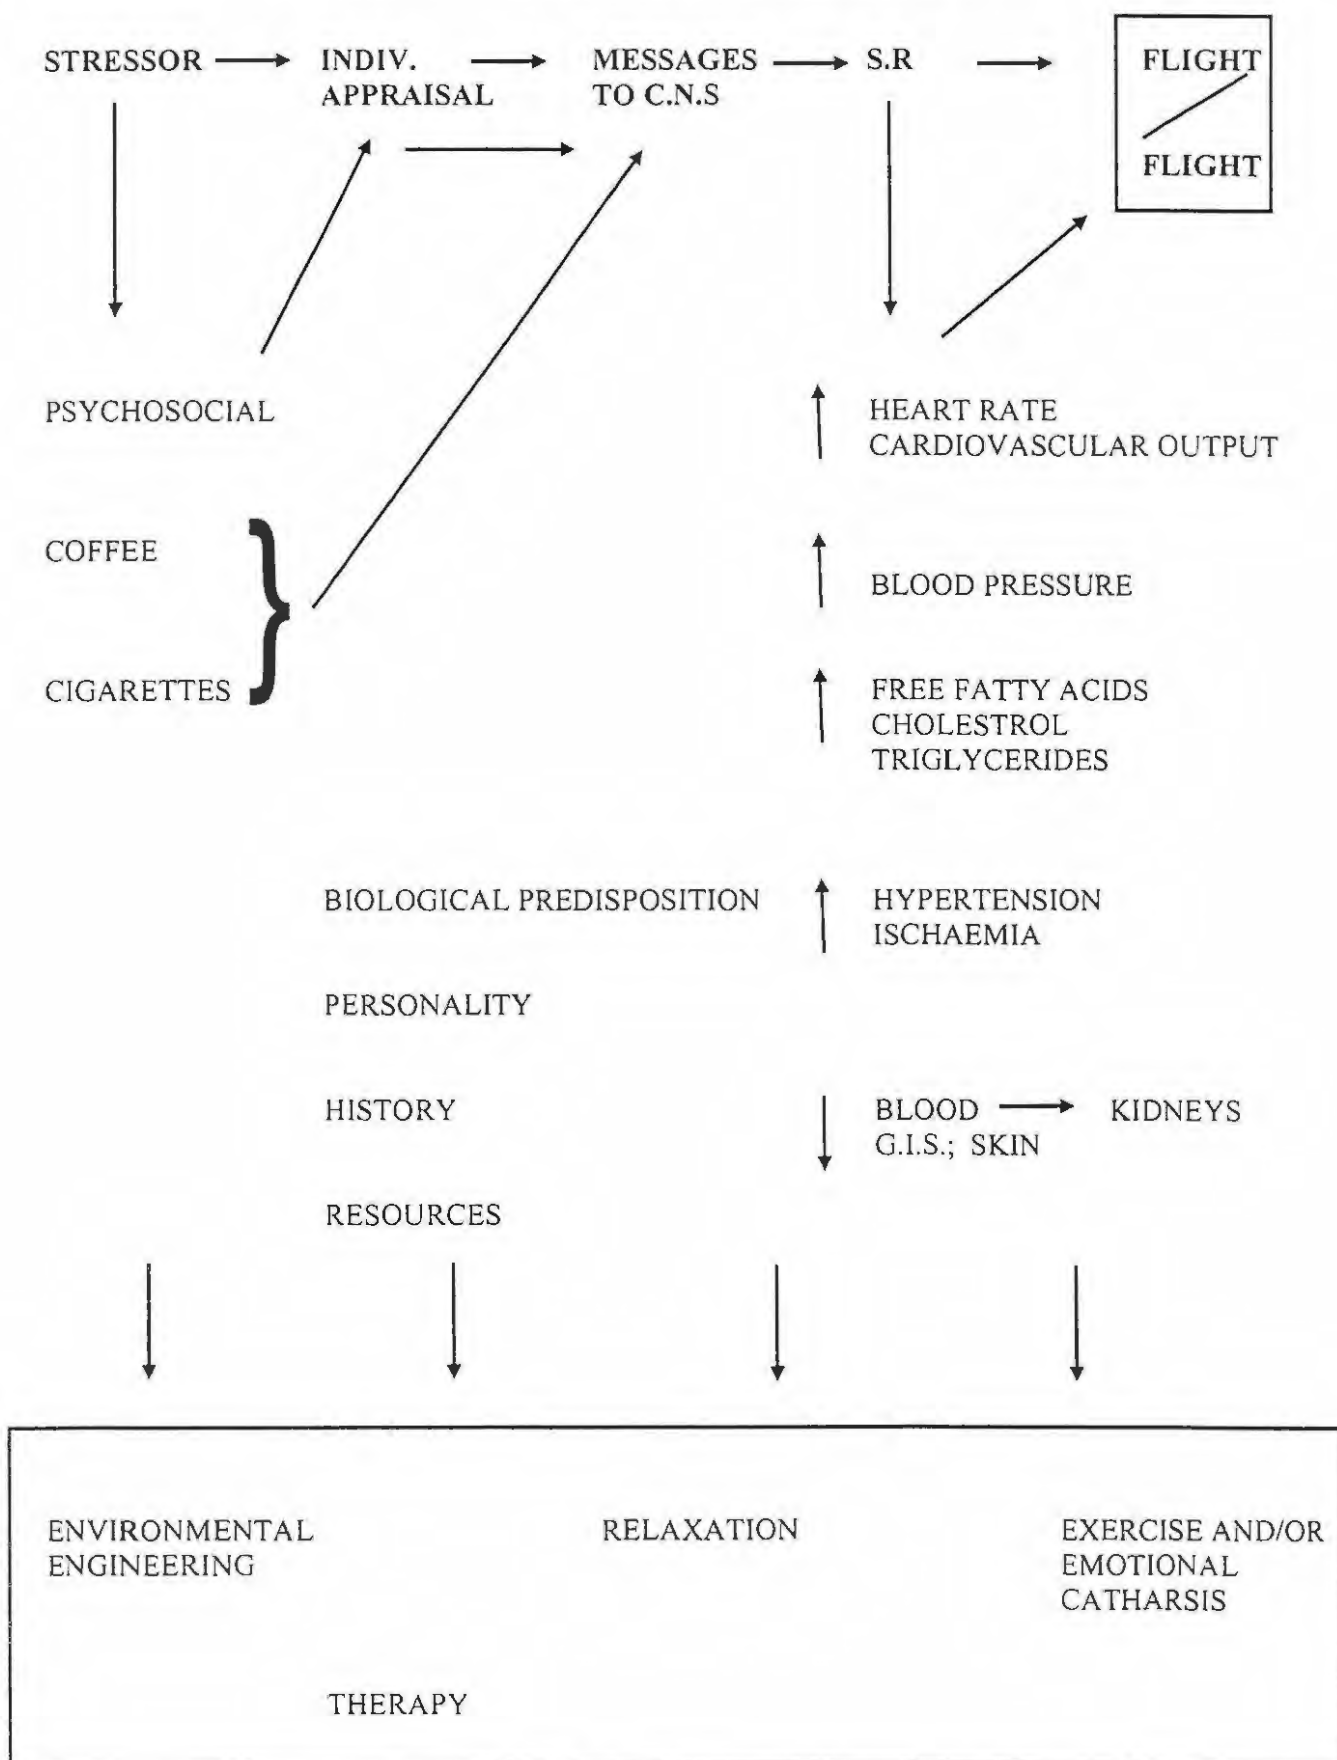 STRESSOR
INDIV.
APPRAISAL
MESSAGES
TO C.N.S
S.R
FLIGHT
FLIGHT
PSYCHOSOCIAL
COFFEE
CIGARETTES
HEART RATE
CARDIOVASCULAR OUTPUT
BLOOD PRESSURE
FREE FATTY ACIDS
CHOLESTROL
TRIGLYCERIDES
BIOLOGICAL PREDISPOSITION
HYPERTENSION
ISCHAEMIA
PERSONALITY
HISTORY
BLOOD
G.I.S.; SKIN
KIDNEYS
RESOURCES
ENVIRONMENTAL
ENGINEERING
RELAXATION
EXERCISE AND/OR
EMOTIONAL
CATHARSIS
THERAPY